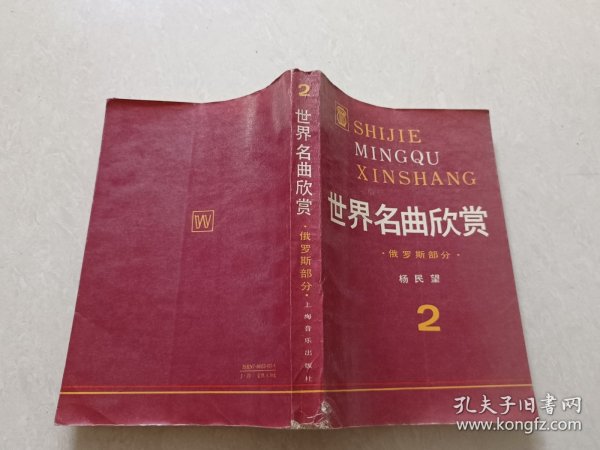 SHIJIE
MINGQU
XINSHANG
世界名曲欣赏
·俄罗斯部分·
杨民望
2
2
世界名曲欣赏
·俄罗斯部分·
上海音乐出版社
孔夫子旧书网
www.kongfz.com